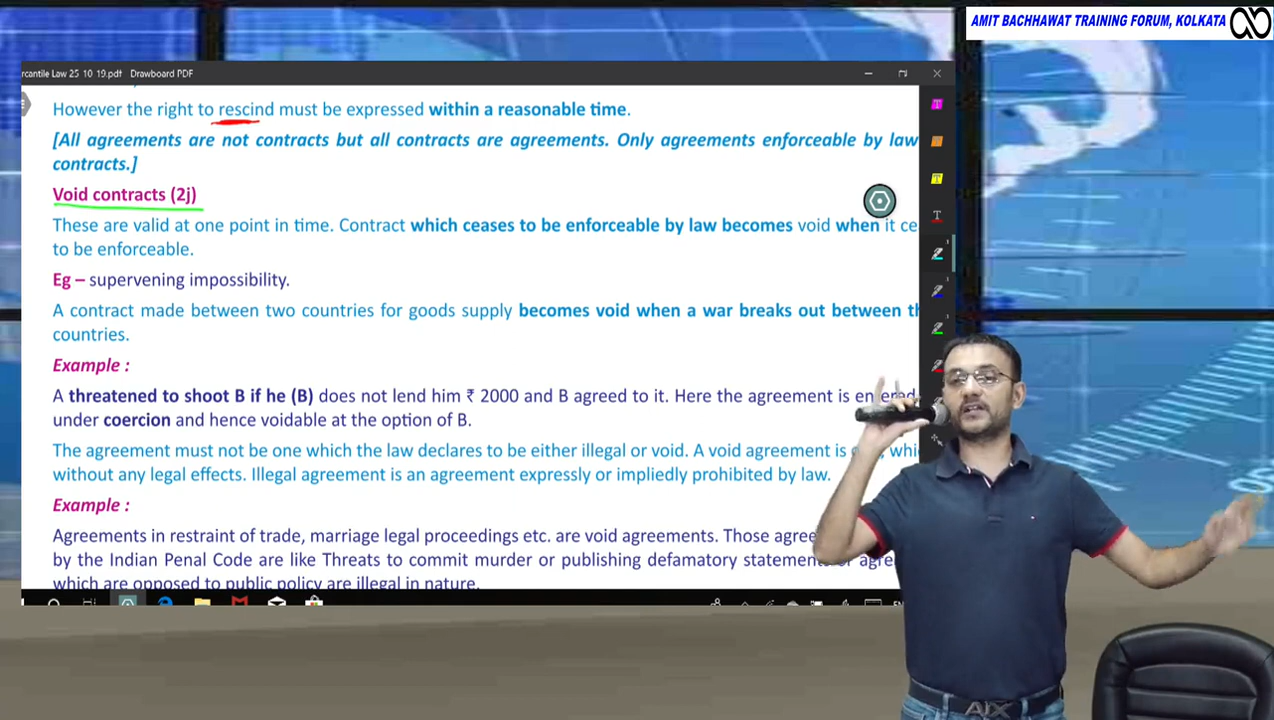 AMIT BACHHAWAT TRAINING FORUM, KOLKATA
rcantile Law 25 10 19.pdf Drawboard PDF
However the right to rescind must be expressed within a reasonable time.
[All agreements are not contracts but all contracts are agreements. Only agreements enforceable by law
contracts.]
Void contracts (2j)
These are valid at one point in time. Contract which ceases to be enforceable by law becomes void when it ce
to be enforceable.
Eg – supervening impossibility.
A contract made between two countries for goods supply becomes void when a war breaks out between th
countries.
Example :
A threatened to shoot B if he (B) does not lend him ₹ 2000 and B agreed to it. Here the agreement is entered
under coercion and hence voidable at the option of B.
The agreement must not be one which the law declares to be either illegal or void. A void agreement is
without any legal effects. Illegal agreement is an agreement expressly or impliedly prohibited by law.
Example :
Agreements in restraint of trade, marriage legal proceedings etc. are void agreements. Those agre
by the Indian Penal Code are like Threats to commit murder or publishing defamatory statements or agre
which are opposed to public policy are illegal in nature.
AIX